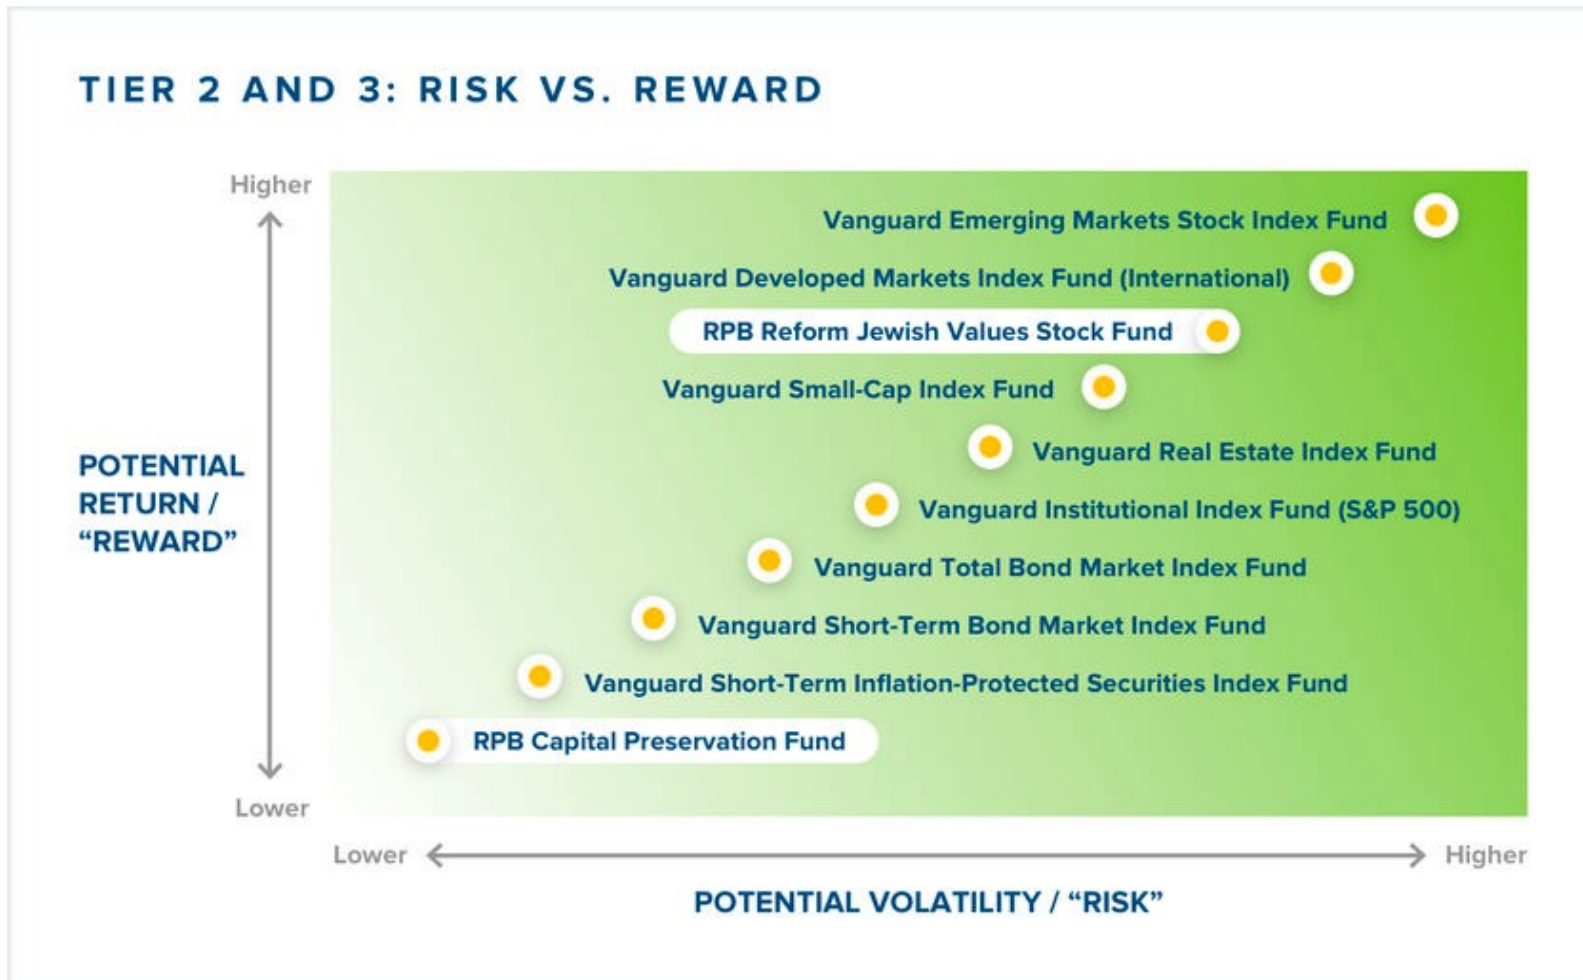 TIER 2 AND 3: RISK VS. REWARD
Higher
Vanguard Emerging Markets Stock Index Fund
Vanguard Developed Markets Index Fund (International)
RPB Reform Jewish Values Stock Fund
Vanguard Small-Cap Index Fund
Vanguard Real Estate Index Fund
POTENTIAL
RETURN /
“REWARD”
Vanguard Institutional Index Fund (S&P 500)
Vanguard Total Bond Market Index Fund
Vanguard Short-Term Bond Market Index Fund
Vanguard Short-Term Inflation-Protected Securities Index Fund
RPB Capital Preservation Fund
Lower
Lower
Higher
POTENTIAL VOLATILITY / “RISK”